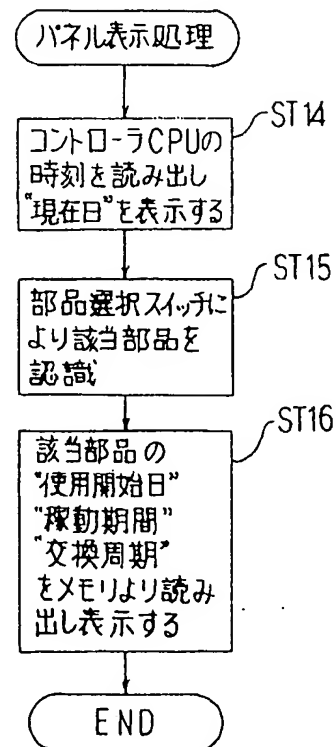 パネル表示処理
ST14
コントローラCPUの
時刻を読み出し
"現在日"を表示する
ST15
部品選択スイッチに
より該当部品を
認識
ST16
該当部品の
"使用開始日"
"稼動期間"
"交換周期"
をメモリより読み
出し表示する
END